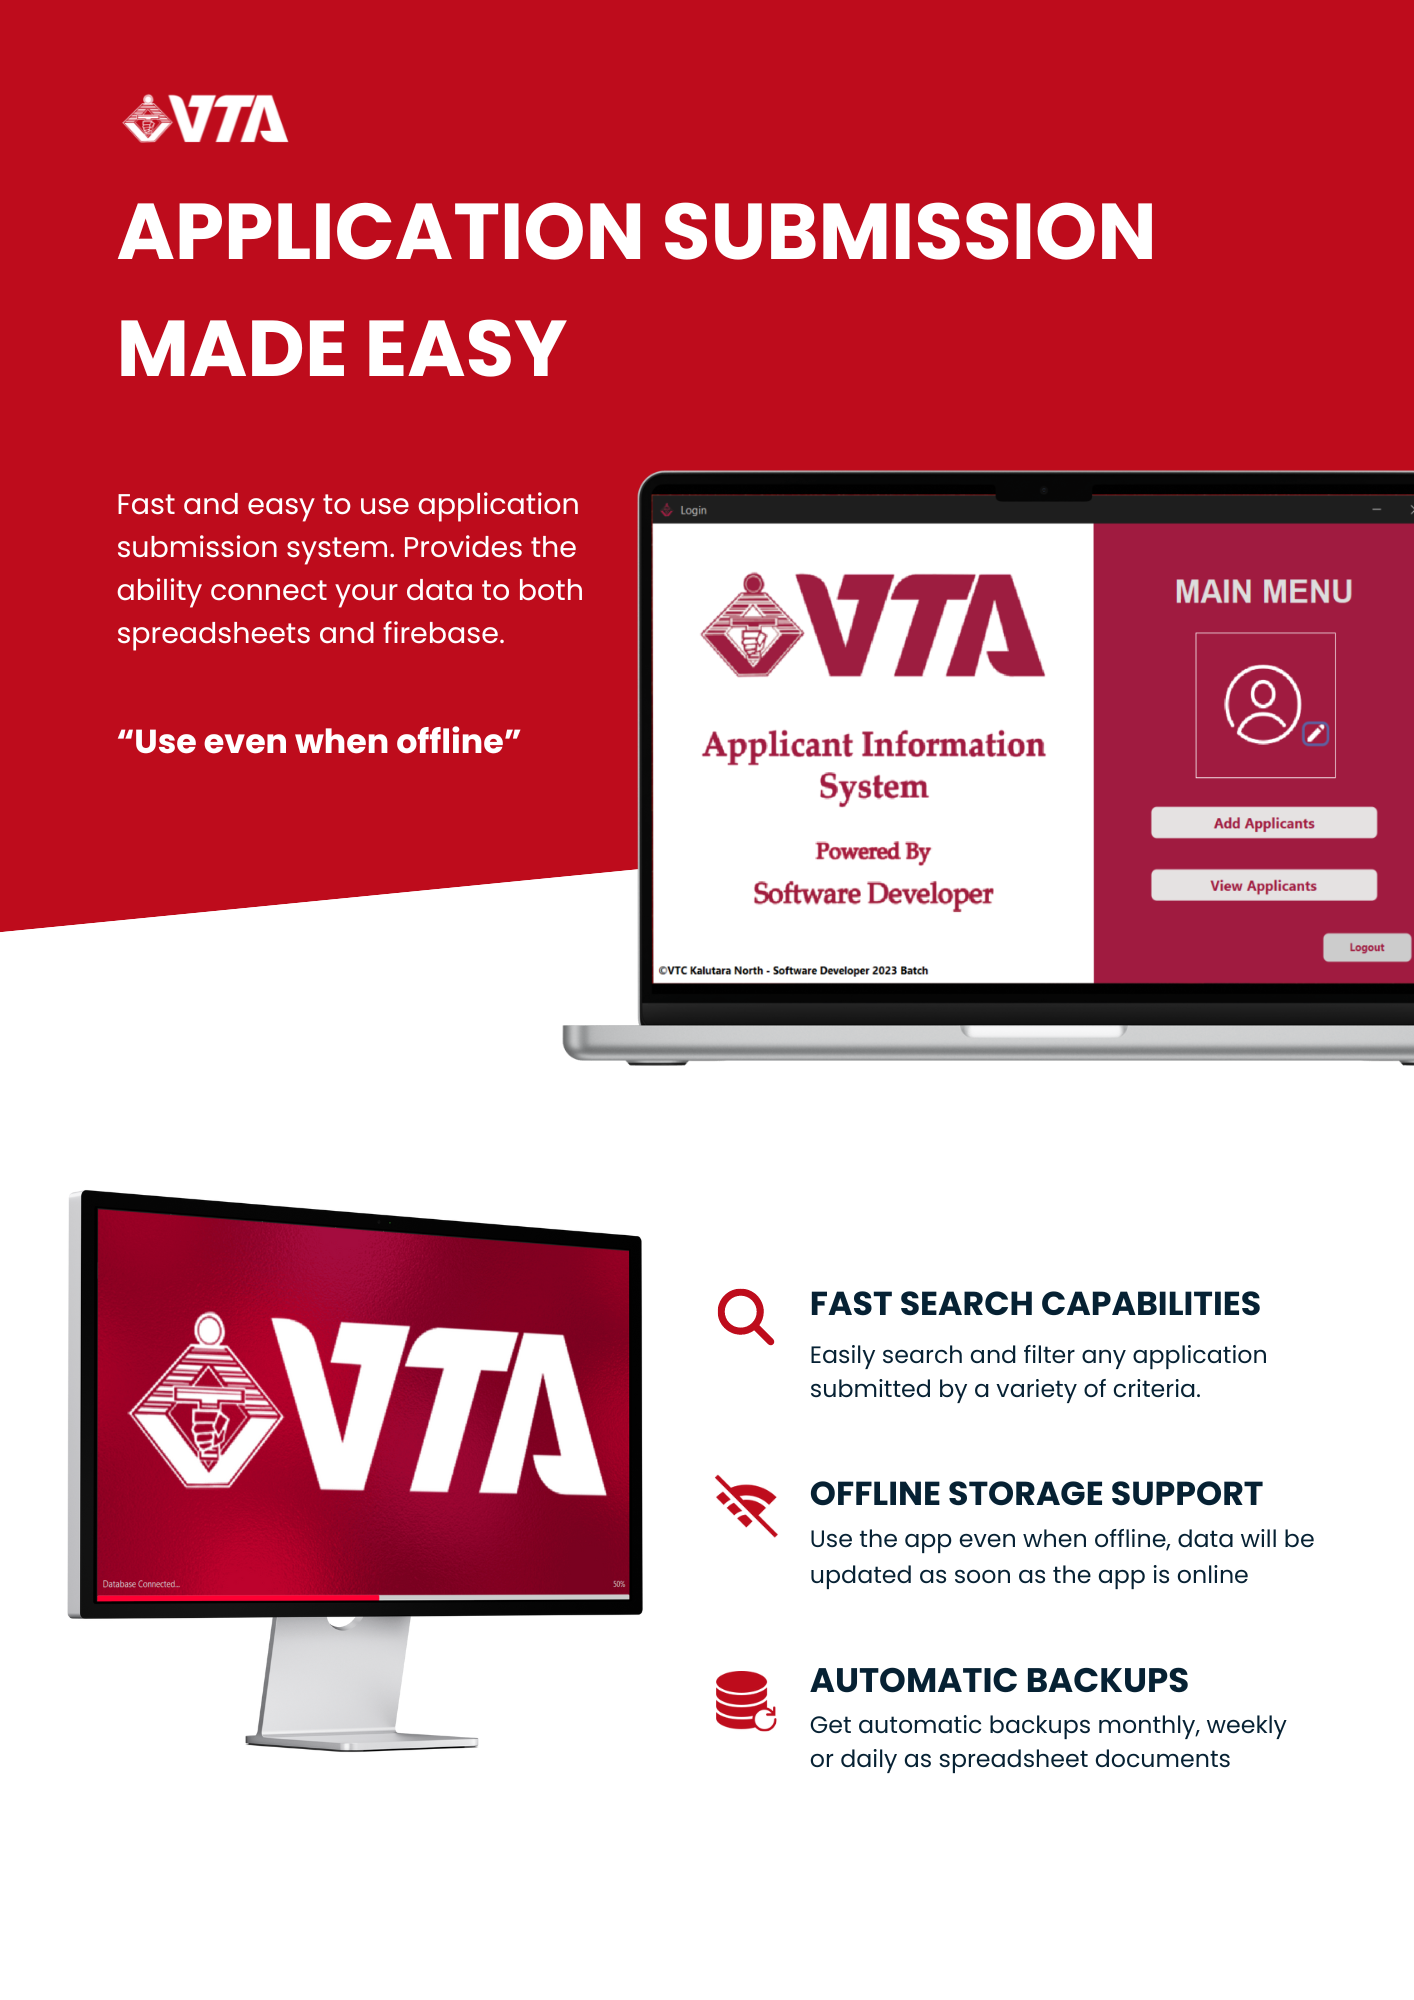 VTA
APPLICATION SUBMISSION
MADE EASY
Fast and easy to use application
submission system. Provides the
ability connect your data to both
spreadsheets and firebase.
“Use even when offline”
Login
VTA
Applicant Information
System
Powered By
Software Developer
©VTC Kalutara North - Software Developer 2023 Batch
MAIN MENU
Add Applicants
View Applicants
Logout
VTA
Database Connected...
50%
FAST SEARCH CAPABILITIES
Easily search and filter any application
submitted by a variety of criteria.
OFFLINE STORAGE SUPPORT
Use the app even when offline, data will be
updated as soon as the app is online
AUTOMATIC BACKUPS
Get automatic backups monthly, weekly
or daily as spreadsheet documents